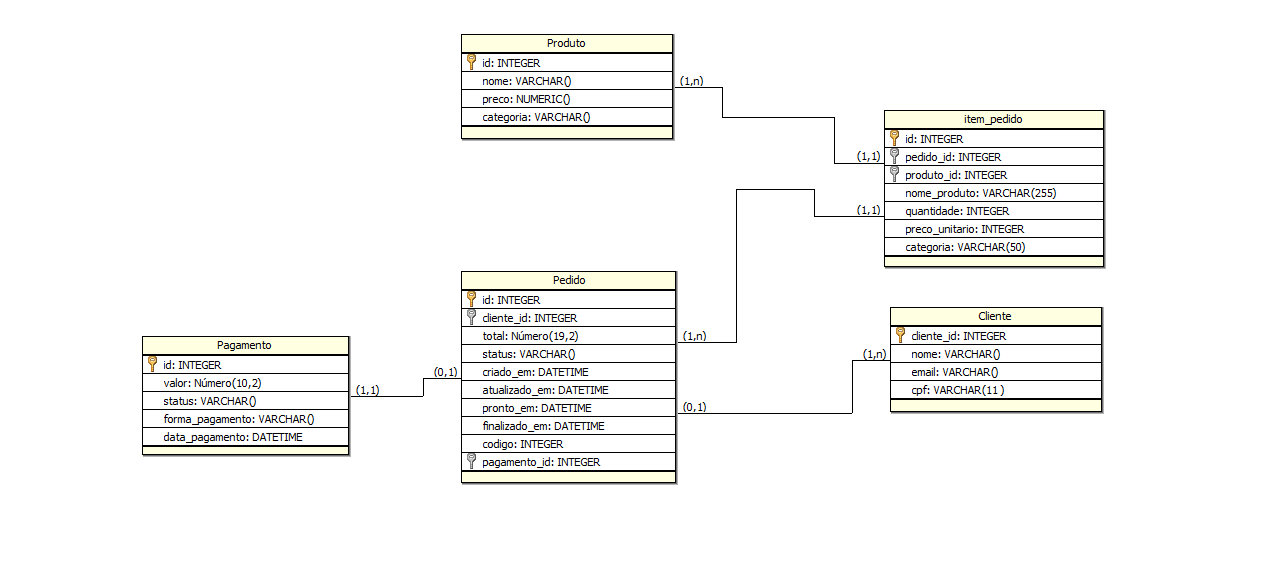 Produto
id: INTEGER
nome: VARCHAR()
preco: NUMERIC()
categoria: VARCHAR()
(1,n)
(1,1)
item_pedido
id: INTEGER
pedido_id: INTEGER
produto_id: INTEGER
nome_produto: VARCHAR(255)
quantidade: INTEGER
preco_unitario: INTEGER
categoria: VARCHAR(50)
(1,1)
Pedido
id: INTEGER
cliente_id: INTEGER
total: Número(19,2)
status: VARCHAR()
criado_em: DATETIME
atualizado_em: DATETIME
pronto_em: DATETIME
finalizado_em: DATETIME
codigo: INTEGER
pagamento_id: INTEGER
(1,n)
(0,1)
Cliente
cliente_id: INTEGER
nome: VARCHAR()
email: VARCHAR()
cpf: VARCHAR(11 )
(1,n)
Pagamento
id: INTEGER
valor: Número(10,2)
status: VARCHAR()
forma_pagamento: VARCHAR()
data_pagamento: DATETIME
(1,1)
(0,1)